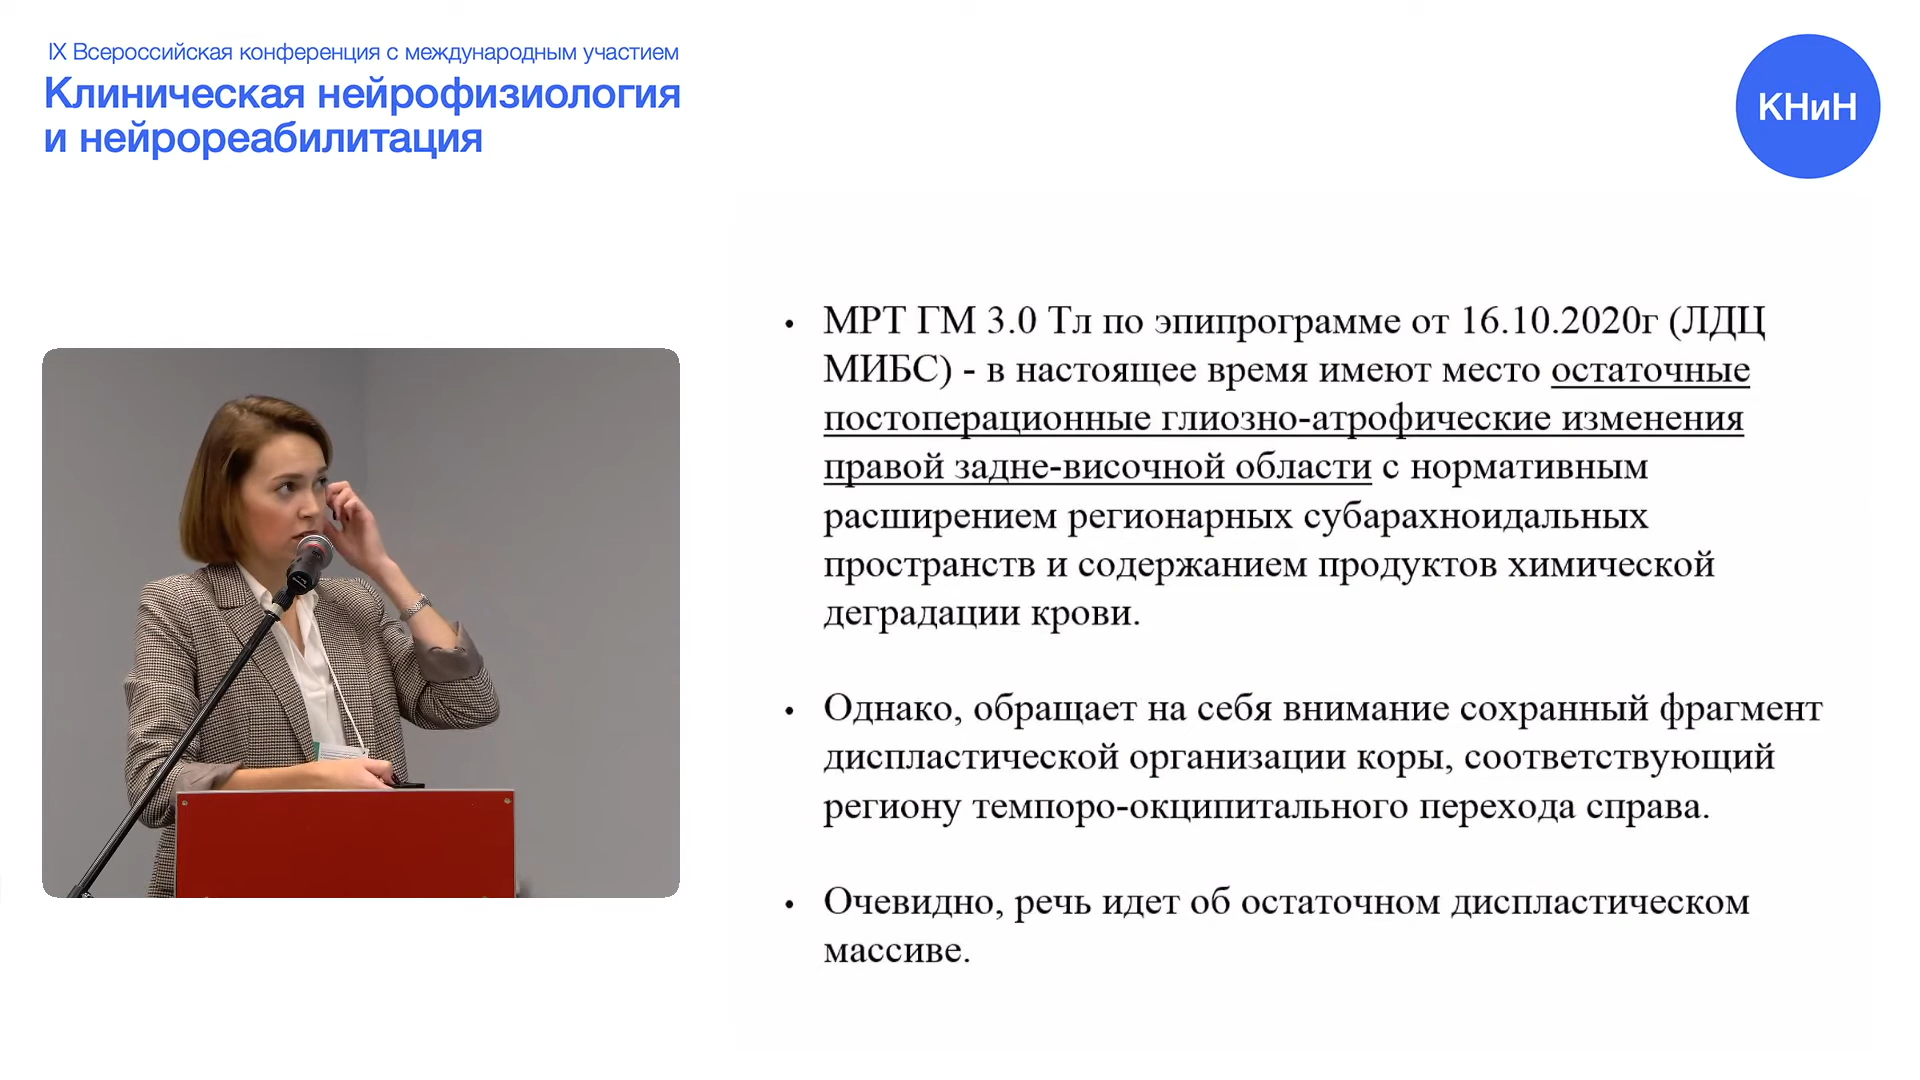 IX Всероссийская конференция с международным участием
Клиническая нейрофизиология
и нейрореабилитация
КНиН
• МРТ ГМ 3.0 Тл по эпипрограмме от 16.10.2020г (ЛДЦ
МИБС) - в настоящее время имеют место остаточные
постоперационные глиозно-атрофические изменения
правой задне-височной области с нормативным
расширением регионарных субарахноидальных
пространств и содержанием продуктов химической
деградации крови.
• Однако, обращает на себя внимание сохранный фрагмент
диспластической организации коры, соответствующий
региону темпоро-окципитального перехода справа.
• Очевидно, речь идет об остаточном диспластическом
массиве.